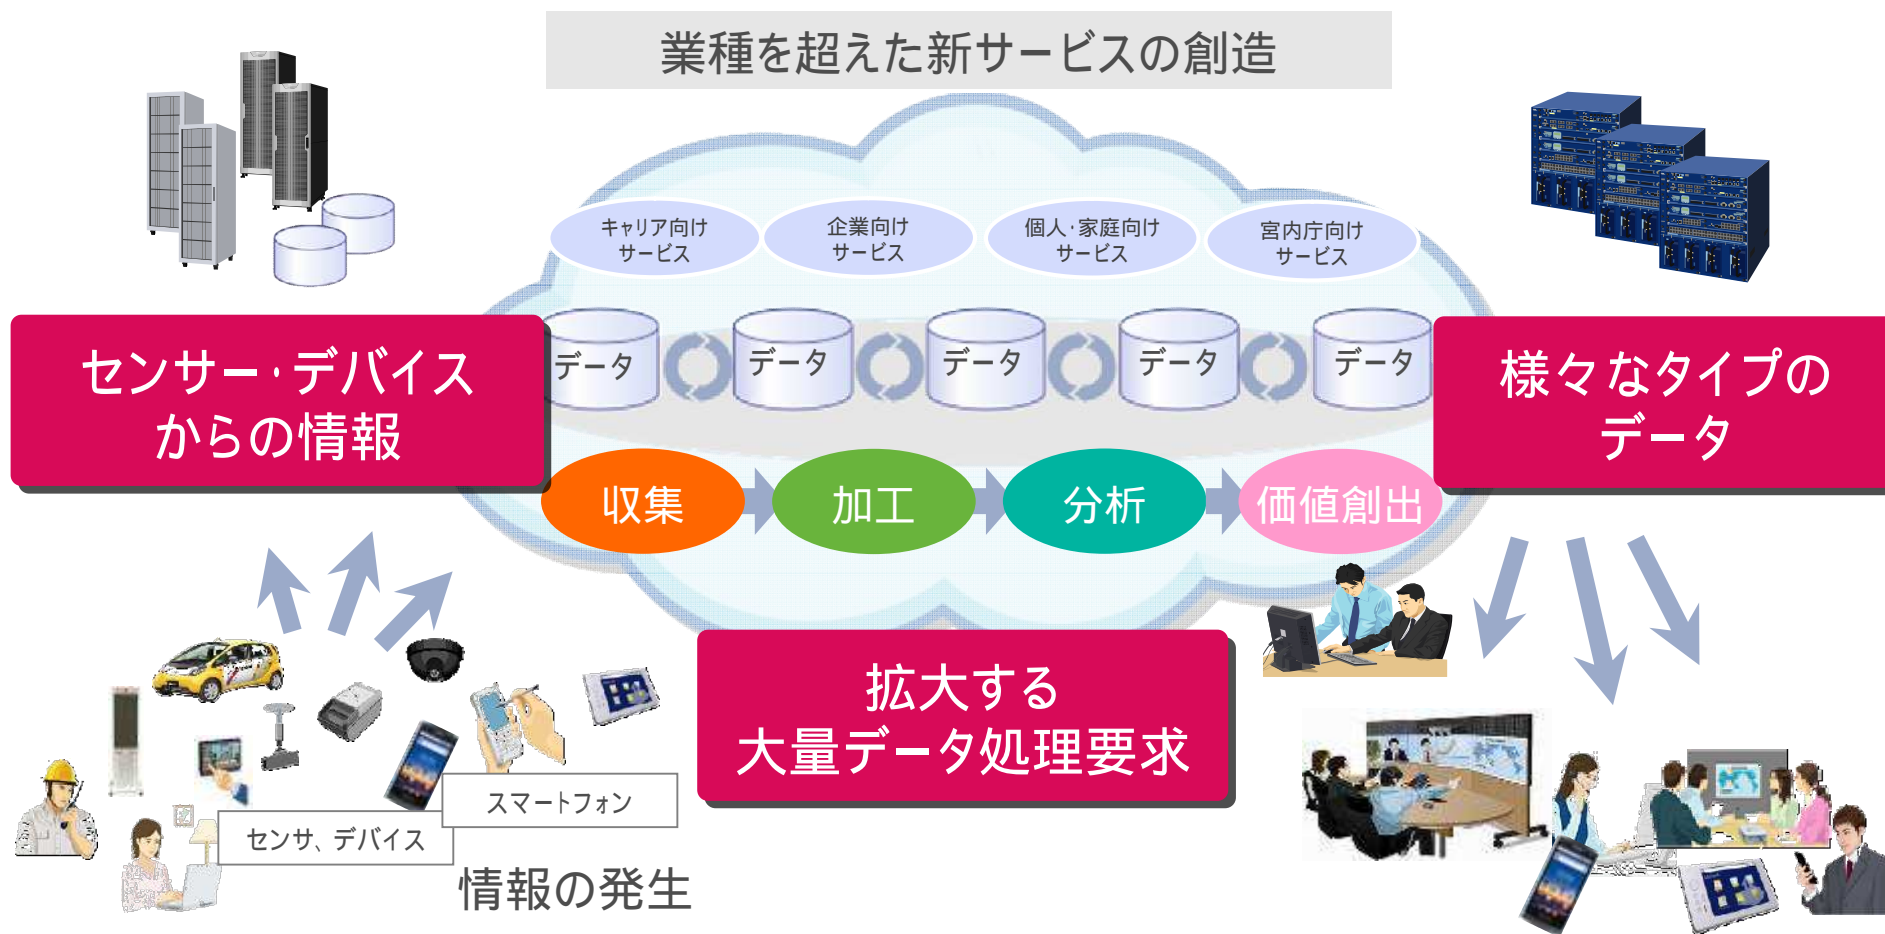 業種を超えた新サービスの創造
キャリア向け
サービス
企業向け
サービス
個人・家庭向け
サービス
宮内庁向け
サービス
データ
データ
データ
データ
データ
センサー・デバイス
からの情報
様々なタイプの
データ
収集
加工
分析
価値創出
拡大する
大量データ処理要求
スマートフォン
センサ、デバイス
情報の発生